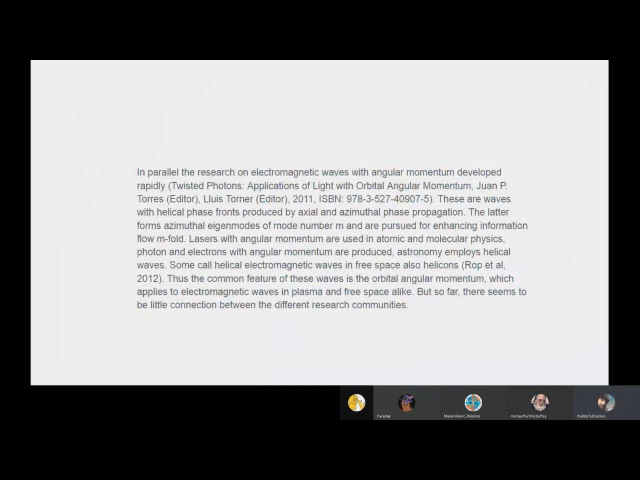 In parallel the research on electromagnetic waves with angular momentum developed
rapidly (Twisted Photons: Applications of Light with Orbital Angular Momentum, Juan P.
Torres (Editor), Lluis Torner (Editor), 2011, ISBN: 978-3-527-40907-5). These are waves
with helical phase fronts produced by axial and azimuthal phase propagation. The latter
forms azimuthal eigenmodes of mode number m and are pursued for enhancing information
flow m-fold. Lasers with angular momentum are used in atomic and molecular physics,
photon and electrons with angular momentum are produced, astronomy employs helical
waves. Some call helical electromagnetic waves in free space also helicons (Rop et al,
2012). Thus the common feature of these waves is the orbital angular momentum, which
applies to electromagnetic waves in plasma and free space alike. But so far, there seems to
be little connection between the different research communities.
Faraday